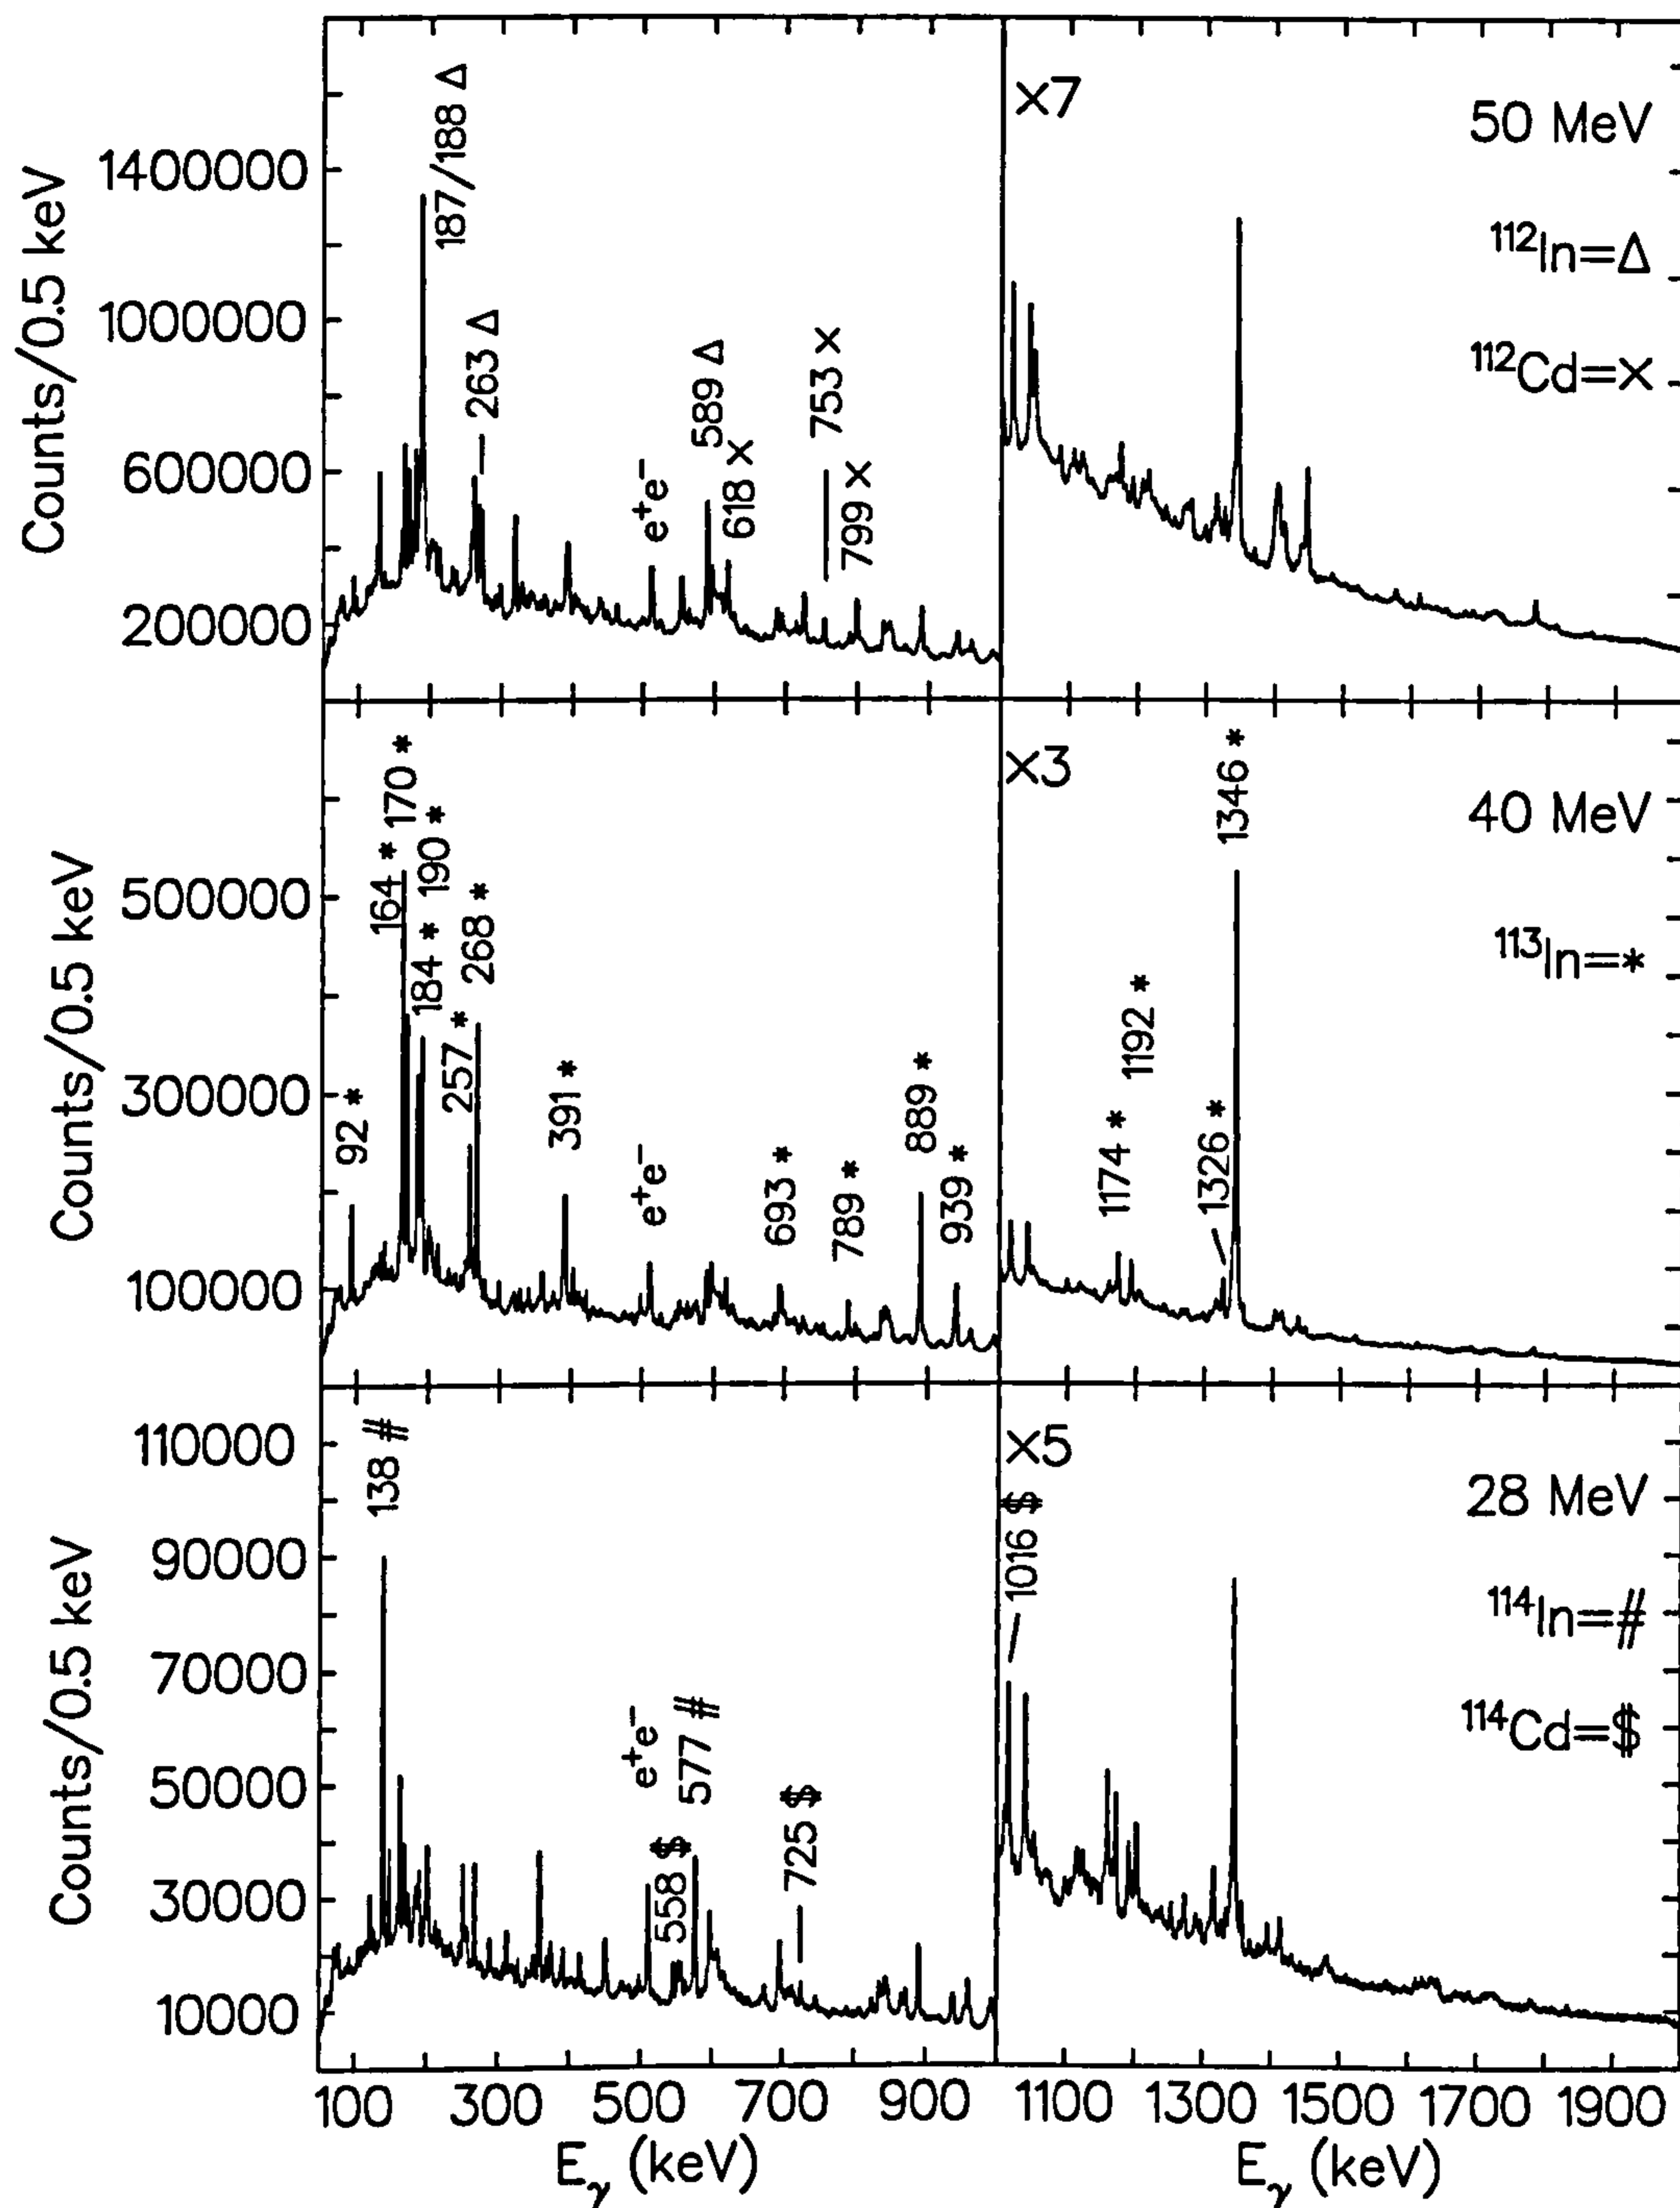 Counts/0.5 keV
1400000
1000000
600000
200000
187/188 Δ
263 Δ
e⁺e⁻
589 Δ
618 ×
753 ×
799 ×
×7
50 MeV
¹¹²In=Δ
¹¹²Cd=×
Counts/0.5 keV
500000
300000
100000
92 *
164 *
170 *
184 *
190 *
257 *
268 *
391 *
e⁺e⁻
693 *
789 *
889 *
939 *
×3
1174 *
1192 *
1326 *
1346 *
40 MeV
¹¹³In=*
Counts/0.5 keV
110000
90000
70000
50000
30000
10000
138 #
e⁺e⁻
558 $
577 #
725 $
×5
1016 $
28 MeV
¹¹⁴In=#
¹¹⁴Cd=$
100 300 500 700 900 1100 1300 1500 1700 1900
Eγ (keV) Eγ (keV)